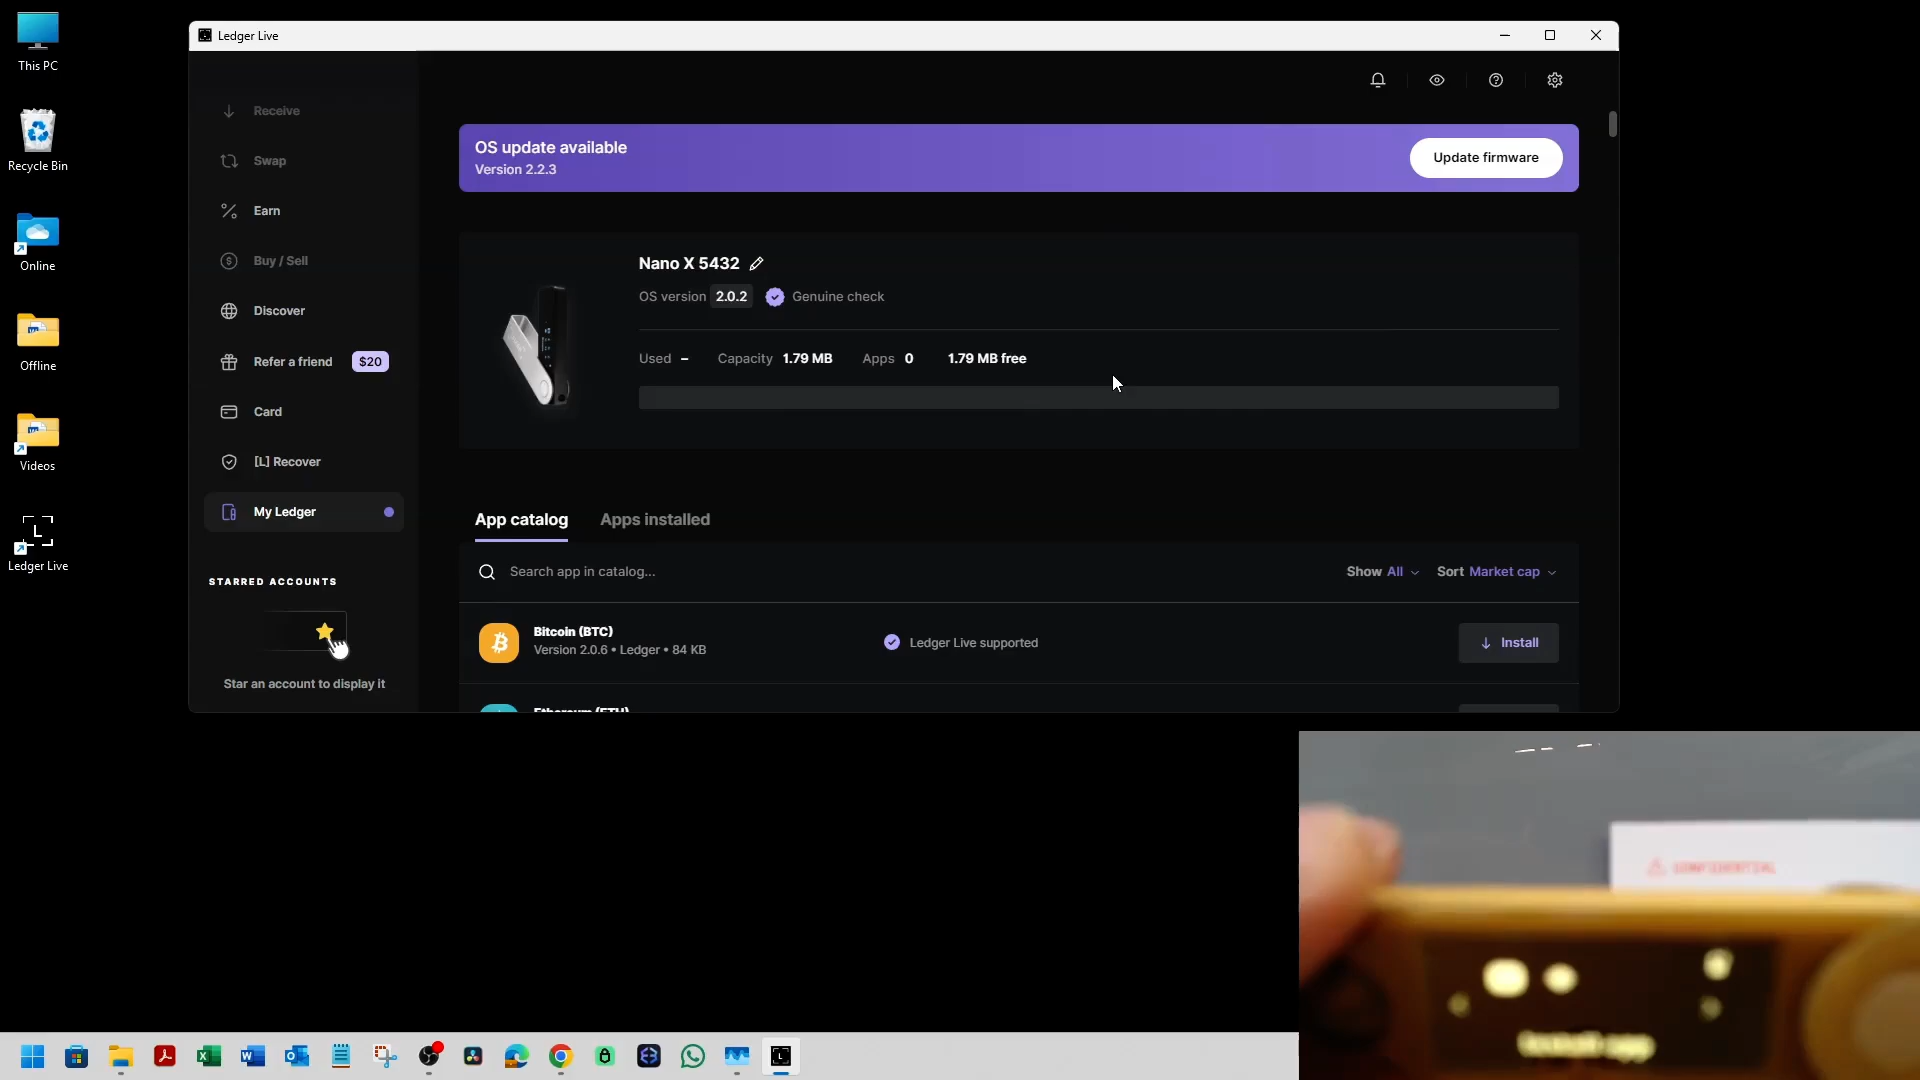 This PC
Recycle Bin
Online
Offline
Videos
Ledger Live
Ledger Live
Receive
Swap
Earn
Buy / Sell
Discover
Refer a friend $20
Card
[L] Recover
My Ledger
STARRED ACCOUNTS
Star an account to display it
OS update available
Version 2.2.3
Update firmware
Nano X 5432
OS version 2.0.2 Genuine check
Used – Capacity 1.79 MB Apps 0 1.79 MB free
App catalog Apps installed
Search app in catalog... Show All Sort Market cap
Bitcoin (BTC)
Version 2.0.6 • Ledger • 84 KB
Ledger Live supported
Install
Ethereum (ETH)
CONFIDENTIAL